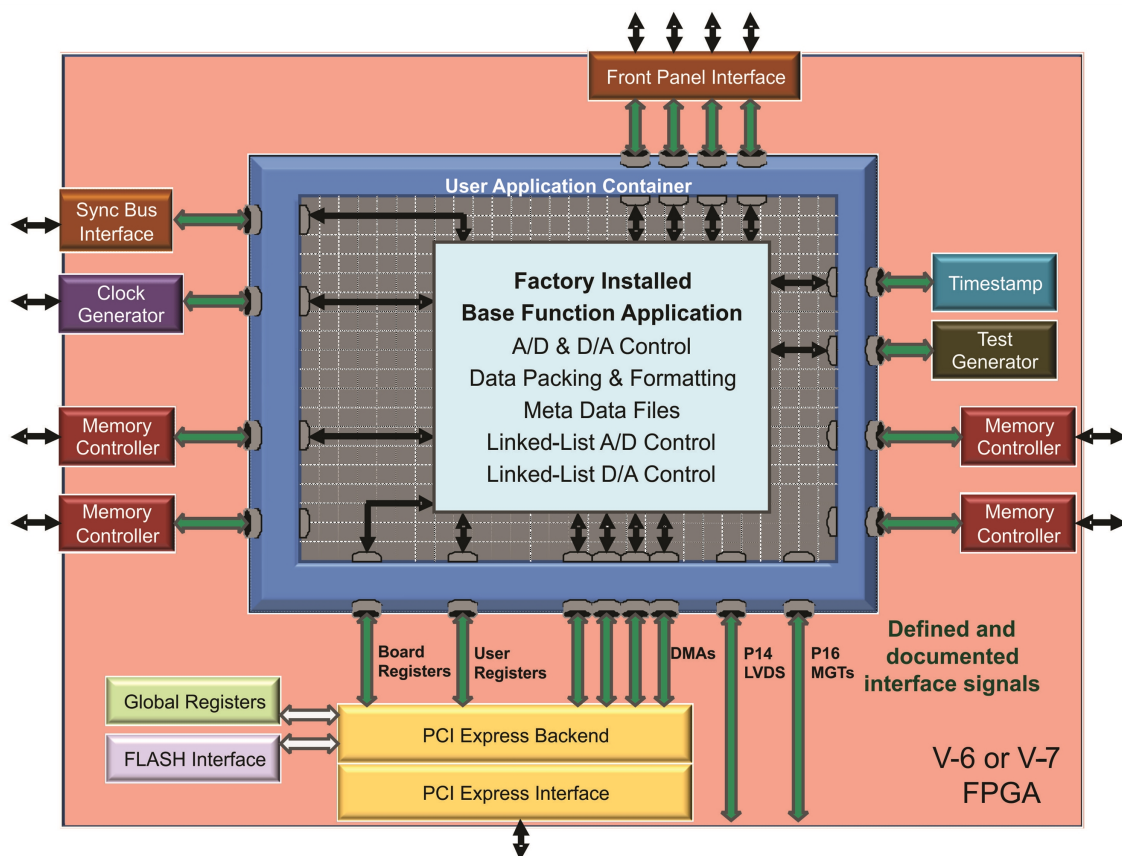 Front Panel Interface
User Application Container
Sync Bus
Interface
Clock
Generator
Memory
Controller
Memory
Controller
Factory Installed
Base Function Application
A/D & D/A Control
Data Packing & Formatting
Meta Data Files
Linked-List A/D Control
Linked-List D/A Control
Timestamp
Test
Generator
Memory
Controller
Memory
Controller
Board
Registers
User
Registers
DMAs
P14
LVDS
P16
MGTs
Defined and
documented
interface signals
Global Registers
FLASH Interface
PCI Express Backend
PCI Express Interface
V-6 or V-7
FPGA